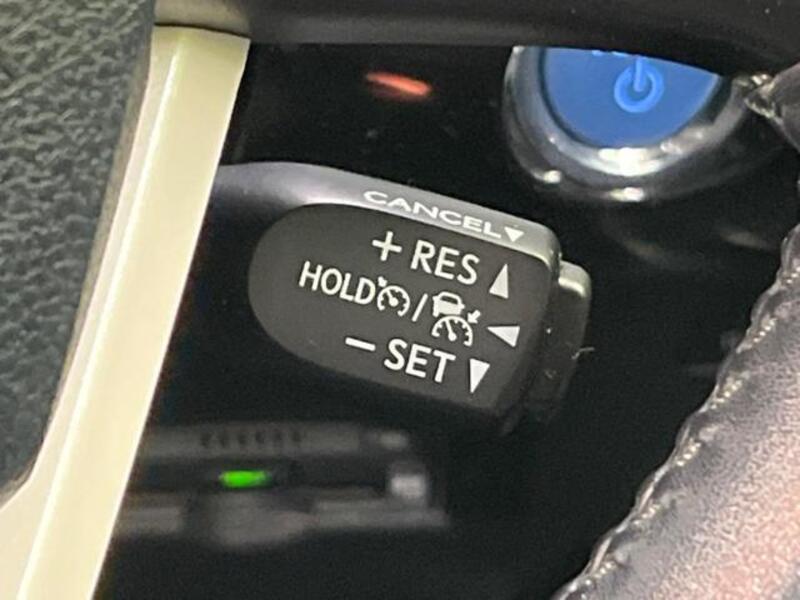 CANCEL▼
+ RES ▲
HOLD / ◀
− SET ▼